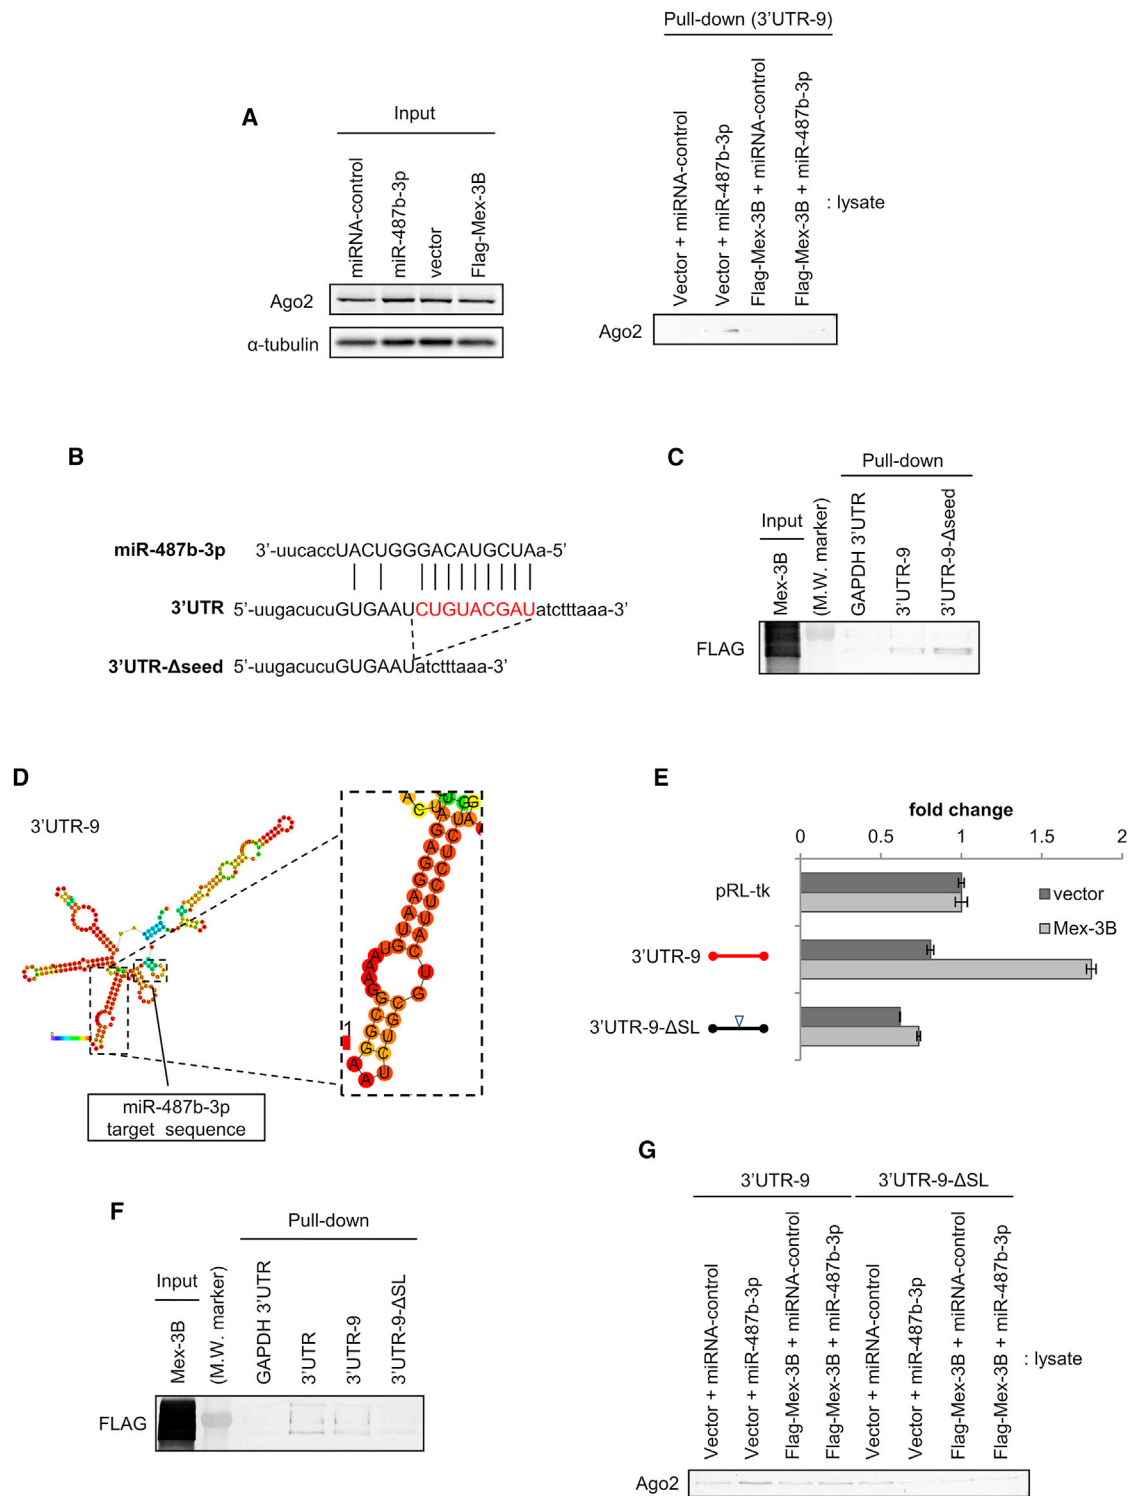 A
Input
miRNA-control
miR-487b-3p
vector
Flag-Mex-3B
Ago2
α-tubulin
Pull-down (3'UTR-9)
Vector + miRNA-control
Vector + miR-487b-3p
Flag-Mex-3B + miRNA-control
Flag-Mex-3B + miR-487b-3p
: lysate
Ago2
B
miR-487b-3p 3'-uucaccUACUGGGACAUGCUAa-5'
3'UTR 5'-uugacucuGUGAAUCUGUACGAUatctttaaa-3'
3'UTR-Δseed 5'-uugacucuGUGAAUatctttaaa-3'
C
Pull-down
Input
Mex-3B
(M.W. marker)
GAPDH 3'UTR
3'UTR-9
3'UTR-9-Δseed
FLAG
D
3'UTR-9
1
miR-487b-3p
target sequence
E
fold change
0 0.5 1 1.5 2
pRL-tk
vector
Mex-3B
3'UTR-9
3'UTR-9-ΔSL
F
Pull-down
Input
Mex-3B
(M.W. marker)
GAPDH 3'UTR
3'UTR
3'UTR-9
3'UTR-9-ΔSL
FLAG
G
3'UTR-9 3'UTR-9-ΔSL
Vector + miRNA-control
Vector + miR-487b-3p
Flag-Mex-3B + miRNA-control
Flag-Mex-3B + miR-487b-3p
Vector + miRNA-control
Vector + miR-487b-3p
Flag-Mex-3B + miRNA-control
Flag-Mex-3B + miR-487b-3p
: lysate
Ago2